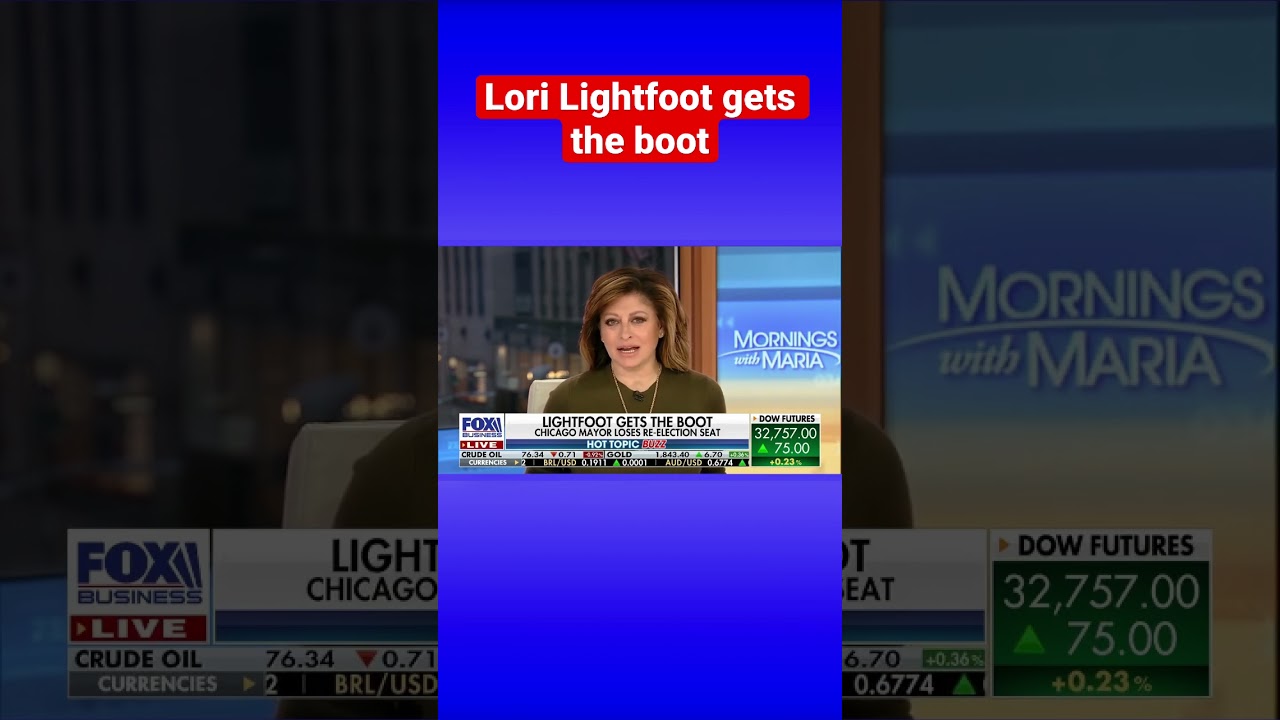 Lori Lightfoot gets
the boot
MORNINGS
with MARIA
FOX
BUSINESS
LIVE
LIGHTFOOT GETS THE BOOT
CHICAGO MAYOR LOSES RE-ELECTION SEAT
HOT TOPIC BUZZ
DOW FUTURES
32,757.00
75.00
+0.23%
CRUDE OIL 76.34 0.71 -0.92% GOLD 1,843.40 6.70 +0.36%
CURRENCIES 2 BRL/USD 0.1911 0.0001 AUD/USD 0.6774
MORNINGS
with MARIA
FOX
BUSINESS
LIVE
LIGHT OT
CHICAGO EAT
DOW FUTURES
32,757.00
75.00
+0.23%
CRUDE OIL 76.34 0.71 6.70 +0.36%
CURRENCIES 2 BRL/USD 0.6774